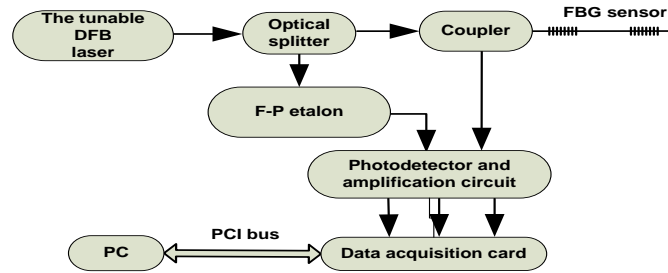 The tunable
DFB
laser
Optical
splitter
Coupler
FBG sensor
F-P etalon
Photodetector and
amplification circuit
PCI bus
PC
Data acquisition card